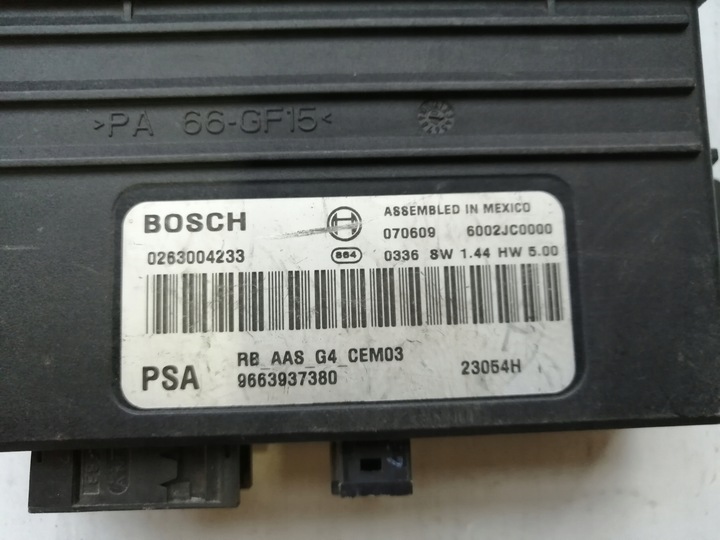 >PA 66-GF15<
BOSCH
ASSEMBLED IN MEXICO
070609 6002JC0000
0263004233
864 0336 SW 1.44 HW 5.00
RB_AAS_G4_CEM03
PSA
9663937380
23054H